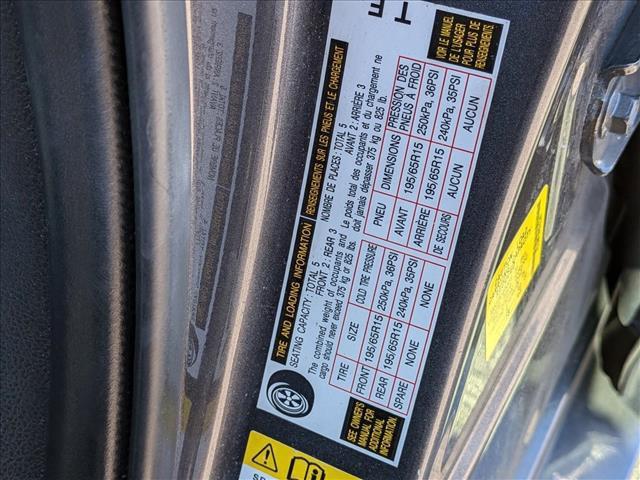 TIRE AND LOADING INFORMATION
SEATING CAPACITY : TOTAL 5
FRONT 2 : REAR 3
The combined weight of occupants and
cargo should never exceed 375 kg or 825 lbs.
TIRE SIZE COLD TIRE PRESSURE
FRONT 195/65R15 250kPa, 36PSI
REAR 195/65R15 240kPa, 35PSI
SPARE NONE NONE
SEE OWNER'S
MANUAL FOR
ADDITIONAL
INFORMATION
RENSEIGNEMENTS SUR LES PNEUS ET LE CHARGEMENT
NOMBRE DE PLACES :TOTAL 5
AVANT 2 : ARRIÈRE 3
Le poids total des occupants et du chargement ne
doit jamais dépasser 375 kg ou 825 lb.
PNEU DIMENSIONS PRESSION DES
PNEUS À FROID
AVANT 195/65R15 250kPa, 36PSI
ARRIÈRE 195/65R15 240kPa, 35PSI
DE SECOURS AUCUN AUCUN
VOIR LE MANUEL
DE L'USAGER
POUR PLUS DE
RENSEIGNEMENTS